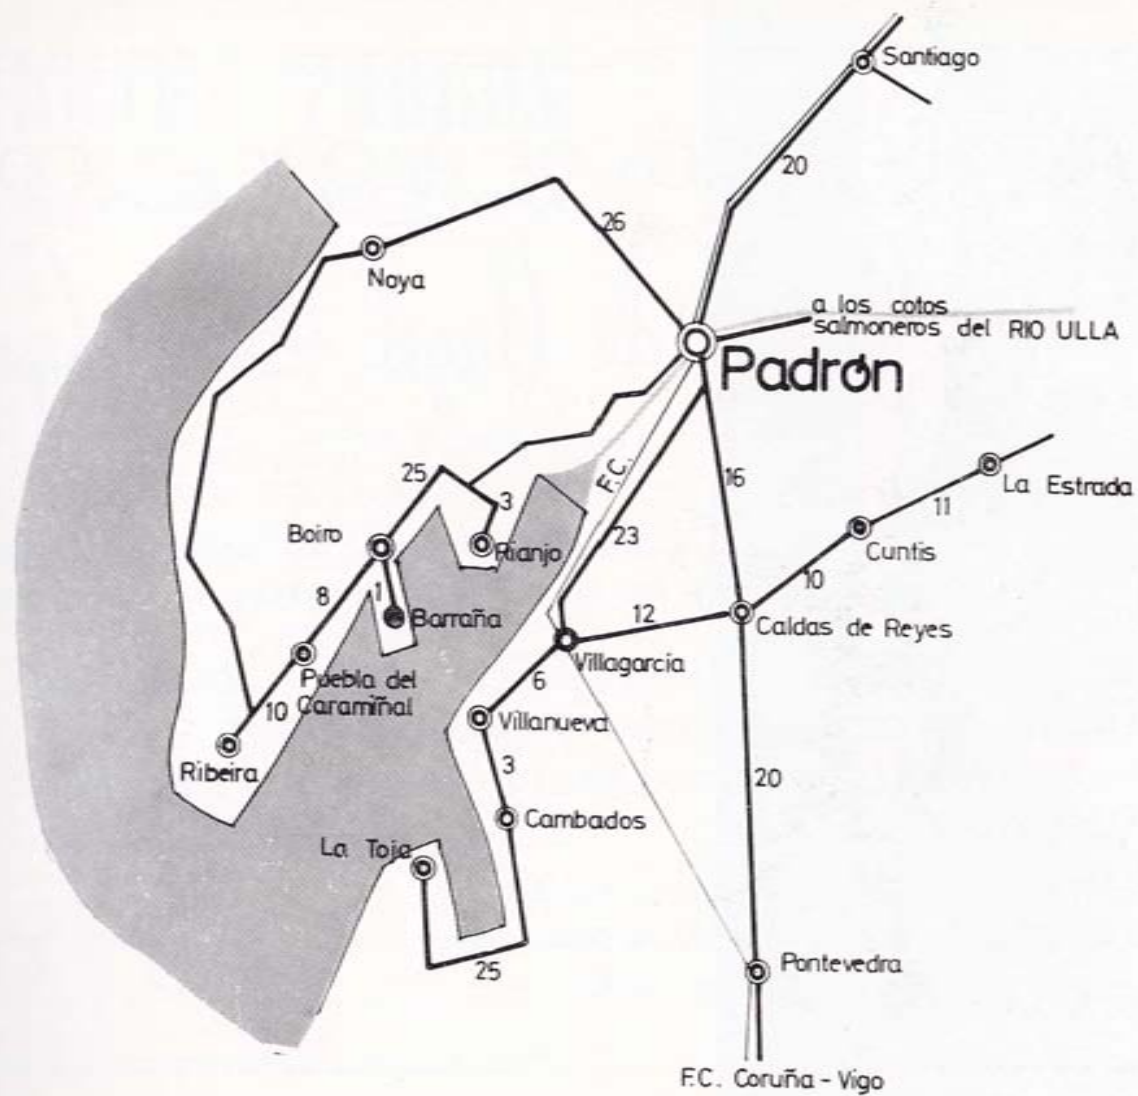 Santiago
20
26
Noya
a los cotos
salmoneros del RIO ULLA
Padrón
25
3
F.C.
16
La Estrada
11
Boiro
Rianjo
23
Cuntis
10
8
1
Barraña
12
Caldas de Reyes
Villagarcia
Puebla del
Caramiñal
6
10
Villanueva
Ribeira
3
20
Cambados
La Toja
25
Pontevedra
F.C. Coruña - Vigo